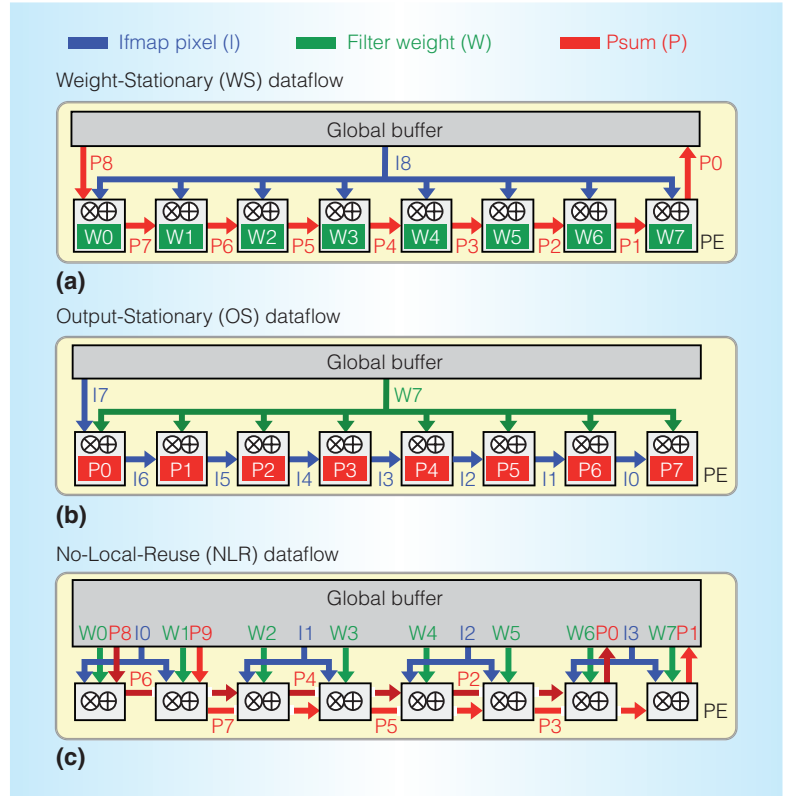 Ifmap pixel (I) Filter weight (W) Psum (P)
Weight-Stationary (WS) dataflow
Global buffer
P8 I8 P0
W0 W1 W2 W3 W4 W5 W6 W7 PE
P7 P6 P5 P4 P3 P2 P1
(a)
Output-Stationary (OS) dataflow
Global buffer
I7 W7
P0 P1 P2 P3 P4 P5 P6 P7 PE
I6 I5 I4 I3 I2 I1 I0
(b)
No-Local-Reuse (NLR) dataflow
Global buffer
W0 P8 I0 W1 P9 W2 I1 W3 W4 I2 W5 W6 P0 I3 W7 P1
P6 P4 P2
PE
P7 P5 P3
(c)